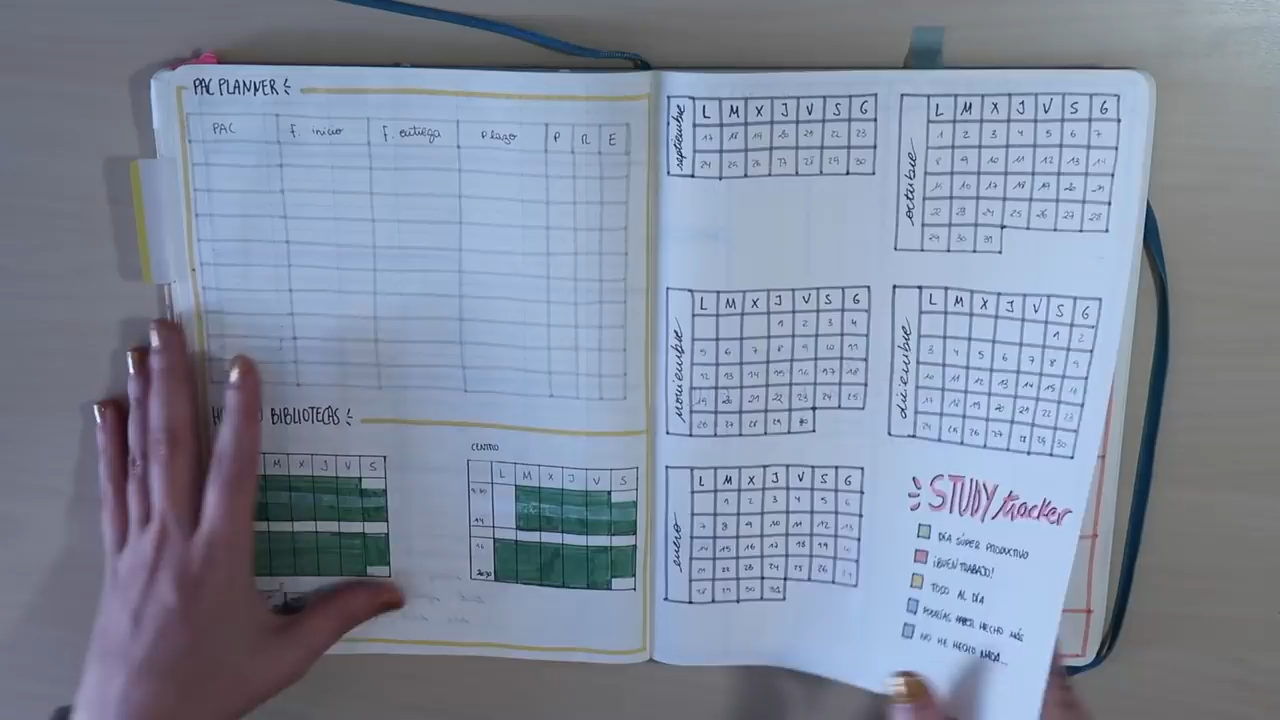 PAC PLANNER
PAC F. inicio F. entrega Plazo P R E
BIBLIOTECAS
M X J V S
CENTRO
L M X J V S
septiembre
L M X J V S G
17 18 19 20 21 22 23
24 25 26 27 28 29 30
octubre
L M X J V S G
1 2 3 4 5 6 7
8 9 10 11 12 13 14
15 16 17 18 19 20 21
22 23 24 25 26 27 28
29 30 31
noviembre
L M X J V S G
1 2 3 4
5 6 7 8 9 10 11
12 13 14 15 16 17 18
19 20 21 22 23 24 25
26 27 28 29 30
diciembre
L M X J V S G
1 2
3 4 5 6 7 8 9
10 11 12 13 14 15
17 18 19 20 21 22 23
24 25 26 27 28 29 30
enero
L M X J V S G
1 2 3 4 5 6
7 8 9 10 11 12 13
14 15 16 17 18 19
21 22 23 24 25 26 27
28 29 30 31
STUDY tracker
DÍA SÚPER PRODUCTIVO
¡BUEN TRABAJO!
TODO AL DÍA
PODRÍAS HABER HECHO MÁS
NO HE HECHO NADA...